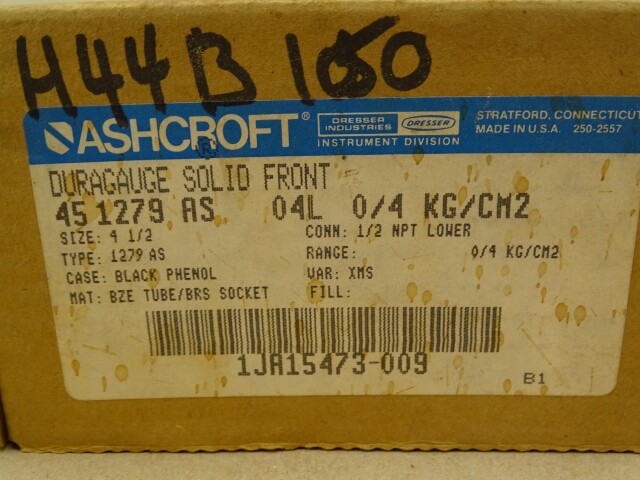 H44B 150
ASHCROFT® DRESSER INDUSTRIES DRESSER INSTRUMENT DIVISION
STRATFORD, CONNECTICUT
MADE IN U.S.A. 250-2557
DURAGAUGE SOLID FRONT
45 1279 AS 04L 0/4 KG/CM2
SIZE: 4 1/2 CONN: 1/2 NPT LOWER
TYPE: 1279 AS RANGE: 0/4 KG/CM2
CASE: BLACK PHENOL VAR: XMS
MAT: BZE TUBE/BRS SOCKET FILL:
1JA15473-009
B1